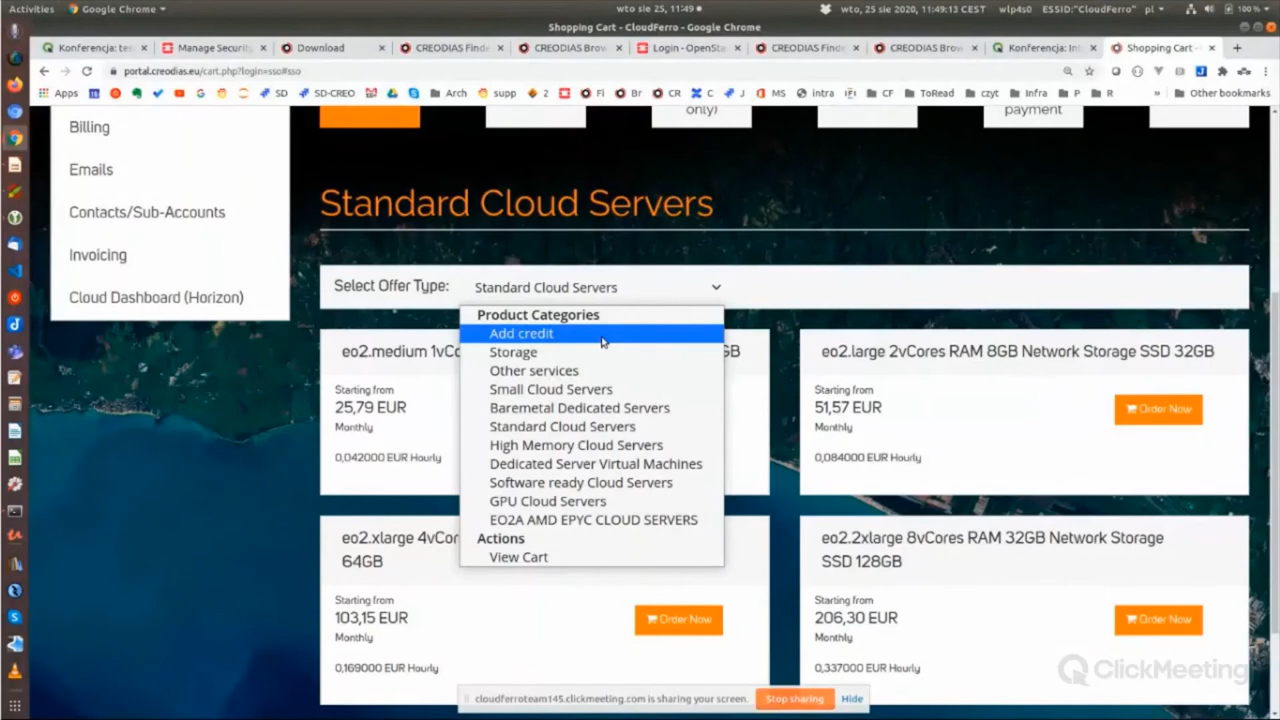 Activities
Google Chrome
wto sie 25, 11:49
wto, 25 sie 2020, 11:49:13 CEST
wlp4s0
ESSID:"CloudFerro"
pl
100 %
Shopping Cart - CloudFerro - Google Chrome
Konferencja: te
Manage Securit
Download
CREODIAS Finde
CREODIAS Brow
Login - OpenSta
CREODIAS Finde
CREODIAS Brow
Konferencja: Int
Shopping Cart -
portal.creodias.eu/cart.php?login=sso#sso
Apps
SD
SD-CREO
Arch
supp
2
Fi
Br
CR
C
J
MS
intra
CF
ToRead
czyt
Infra
P
R
»
Other bookmarks
only)
payment
Billing
Emails
Contacts/Sub-Accounts
Invoicing
Cloud Dashboard (Horizon)
Standard Cloud Servers
Select Offer Type:
Standard Cloud Servers
Product Categories
Add credit
Storage
Other services
Small Cloud Servers
Baremetal Dedicated Servers
Standard Cloud Servers
High Memory Cloud Servers
Dedicated Server Virtual Machines
Software ready Cloud Servers
GPU Cloud Servers
EO2A AMD EPYC CLOUD SERVERS
Actions
View Cart
eo2.medium 1vCo
GB
Starting from
25,79 EUR
Monthly
0,042000 EUR Hourly
eo2.large 2vCores RAM 8GB Network Storage SSD 32GB
Starting from
51,57 EUR
Monthly
0,084000 EUR Hourly
Order Now
eo2.xlarge 4vCor
64GB
Starting from
103,15 EUR
Monthly
0,169000 EUR Hourly
Order Now
eo2.2xlarge 8vCores RAM 32GB Network Storage
SSD 128GB
Starting from
206,30 EUR
Monthly
0,337000 EUR Hourly
Order Now
ClickMeeting
cloudferroteam145.clickmeeting.com is sharing your screen.
Stop sharing
Hide